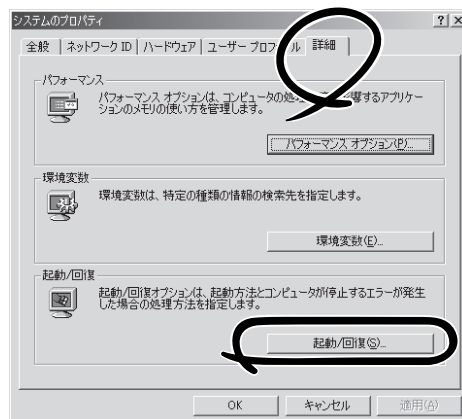 システムのプロパティ
全般
ネットワーク ID
ハードウェア
ユーザー プロフ
ル
詳細
パフォーマンス
パフォーマンス オプションは、コンピュータの処
響するアプリケー
ションのメモリの使い方を管理します。
パフォーマンス オプション(P)...
環境変数
環境変数は、特定の種類の情報の検索先を指定します。
環境変数(E)...
起動/回復
起動/回復オプションは、起動方法とコンピュータが停止するエラーが発生
した場合の処理方法を指定します。
起動/回復(S)...
OK
キャンセル
適用(A)